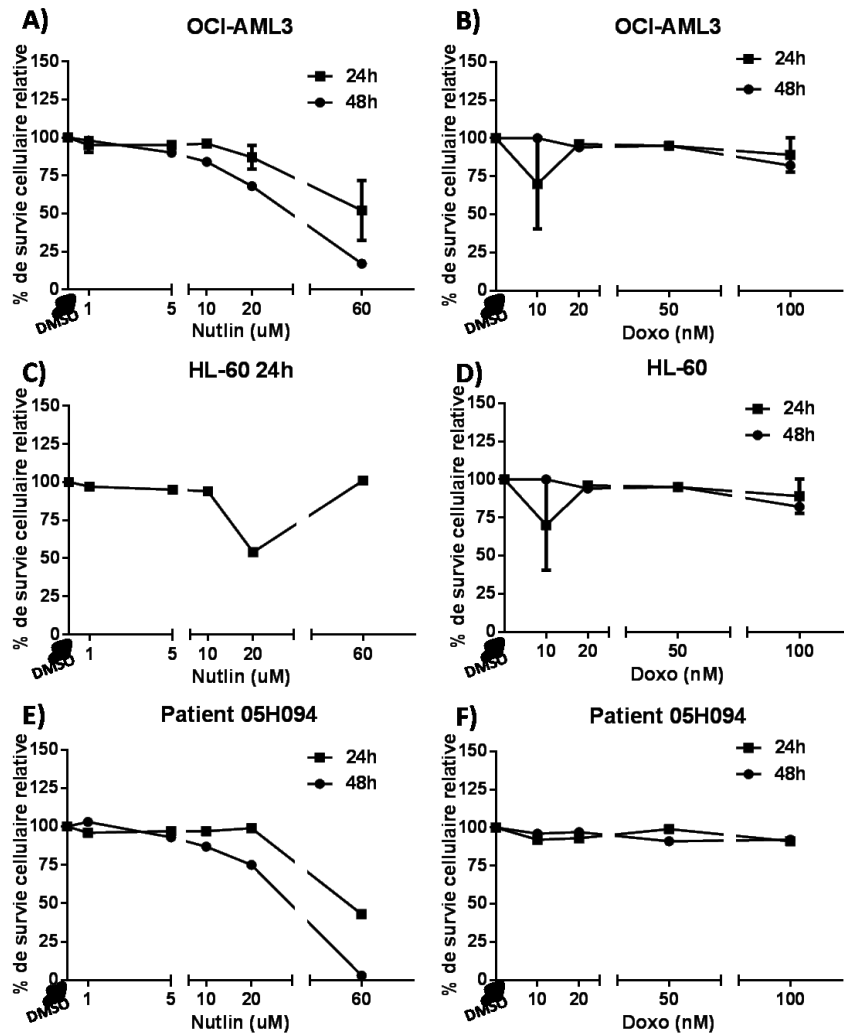 A)
OCI-AML3
24h
48h
% de survie cellulaire relative
150
125
100
75
50
25
0
DMSO
1
5
10
20
60
Nutlin (uM)
B)
OCI-AML3
24h
48h
% de survie cellulaire relative
150
125
100
75
50
25
0
DMSO
10
20
50
100
Doxo (nM)
C)
HL-60 24h
% de survie cellulaire relative
150
125
100
75
50
25
0
DMSO
1
5
10
20
60
Nutlin (uM)
D)
HL-60
24h
48h
% de survie cellulaire relative
150
125
100
75
50
25
0
DMSO
10
20
50
100
Doxo (nM)
E)
Patient 05H094
24h
48h
% de survie cellulaire relative
150
125
100
75
50
25
0
DMSO
1
5
10
20
60
Nutlin (uM)
F)
Patient 05H094
24h
48h
% de survie cellulaire relative
150
125
100
75
50
25
0
DMSO
10
20
50
100
Doxo (nM)